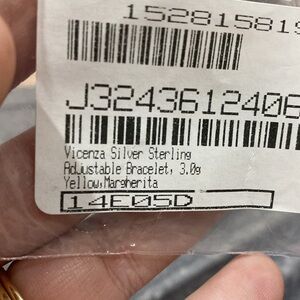 152815819
J3243612406
Vicenza Silver Sterling
Adjustable Bracelet, 3.0g
Yellow,Margherita
14E05D